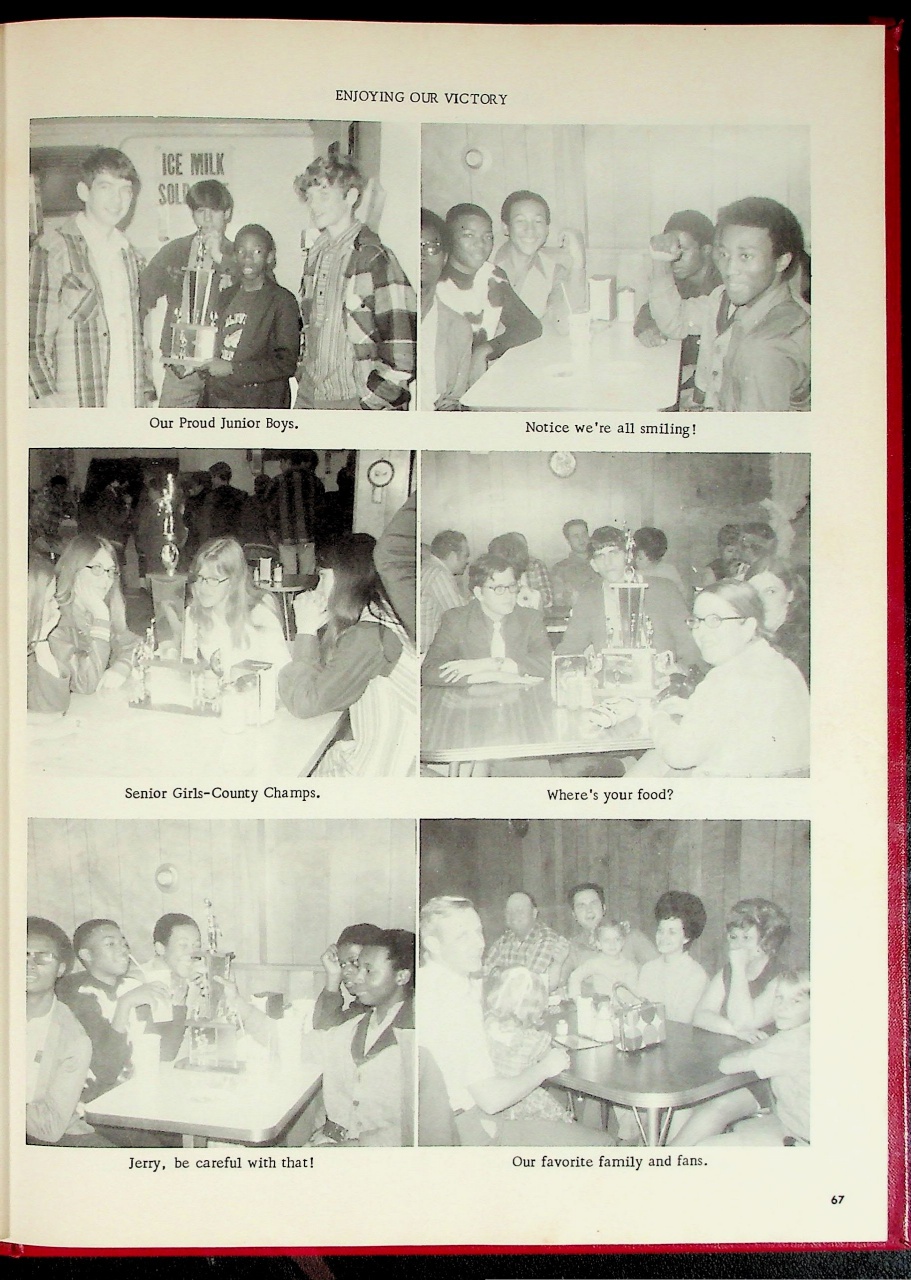 ENJOYING OUR VICTORY
ICE MILK
SOLD
Our Proud Junior Boys.
Notice we're all smiling!
Senior Girls-County Champs.
Where's your food?
Jerry, be careful with that!
Our favorite family and fans.
67